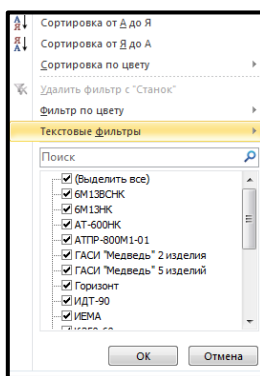 Сортировка от А до Я
Сортировка от Я до А
Сортировка по цвету
Удалить фильтр с "Станок"
Фильтр по цвету
Текстовые фильтры
Поиск
(Выделить все)
6М13ВСНК
6М13НК
АТ-600НК
АТПР-800М1-01
ГАСИ "Медведь" 2 изделия
ГАСИ "Медведь" 5 изделий
Горизонт
ИДТ-90
ИЕМА
ОК
Отмена